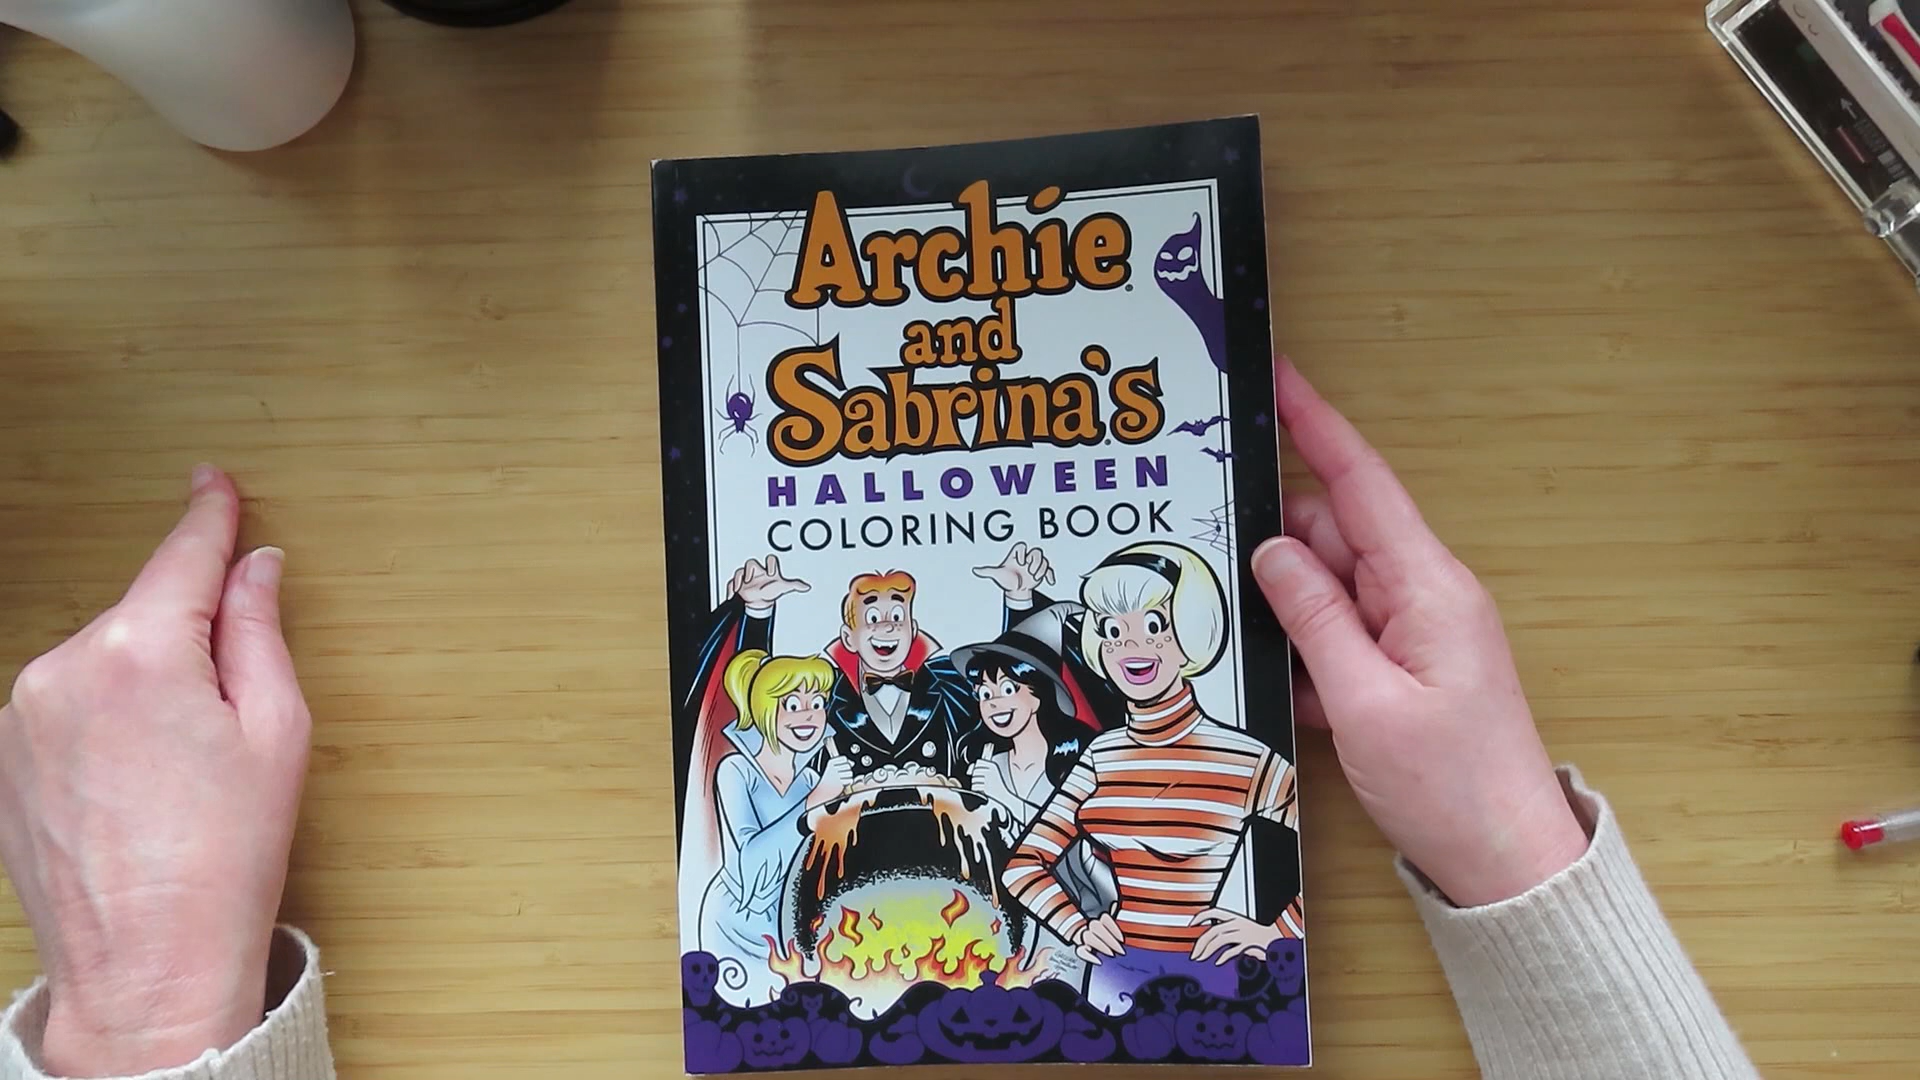 Archie
and
Sabrina's
HALLOWEEN
COLORING BOOK